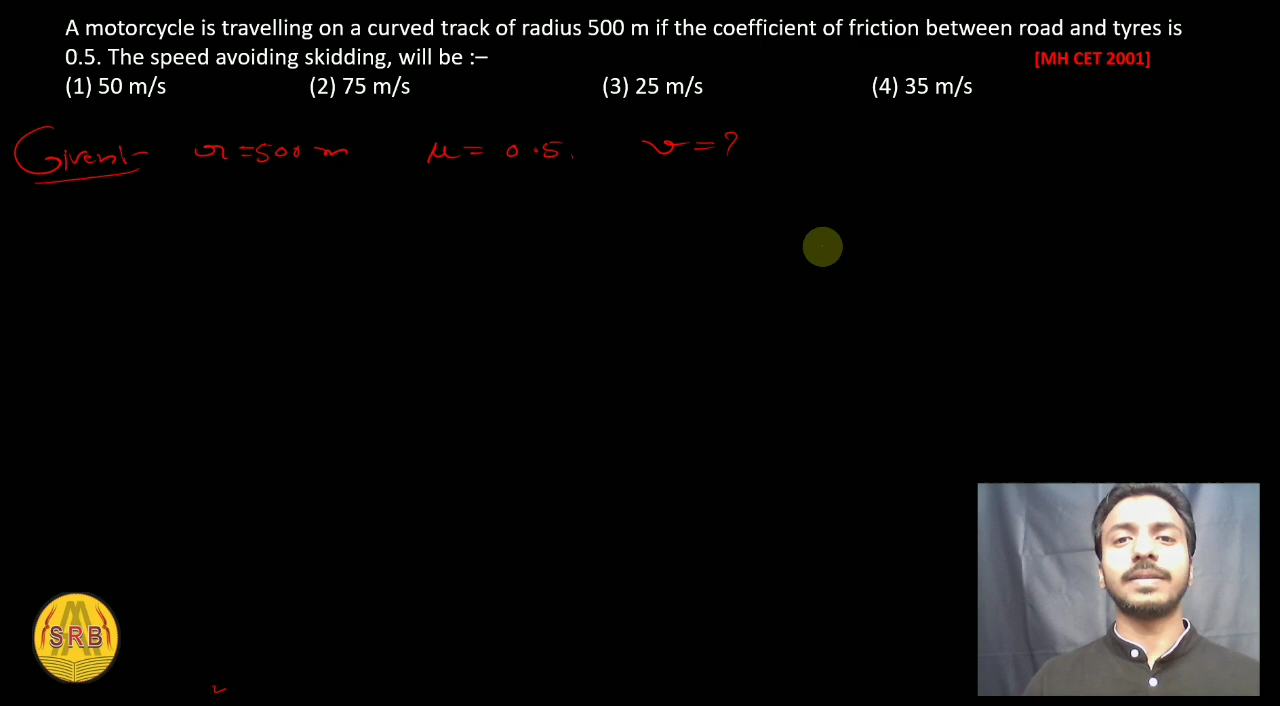 A motorcycle is travelling on a curved track of radius 500 m if the coefficient of friction between road and tyres is
0.5. The speed avoiding skidding, will be :–
[MH CET 2001]
(1) 50 m/s (2) 75 m/s (3) 25 m/s (4) 35 m/s
Given:- r = 500 m μ = 0.5. v = ?
SRB